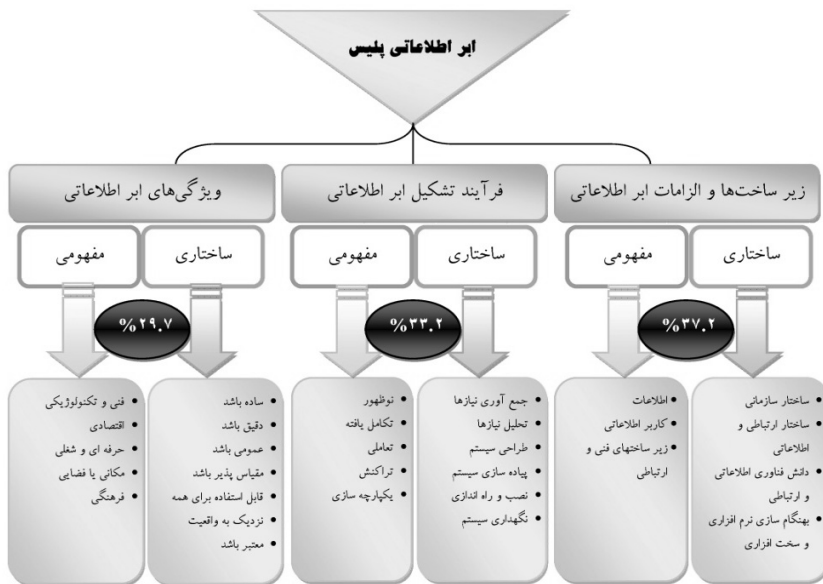 ابر اطلاعاتی پلیس
زیر ساخت‌ها و الزامات ابر اطلاعاتی
ساختاری
مفهومی
%۳۷.۲
ساختار سازمانی
ساختار ارتباطی و
اطلاعاتی
دانش فناوری اطلاعاتی
و ارتباطی
بهنگام سازی نرم افزاری
و سخت افزاری
اطلاعات
کاربر اطلاعاتی
زیر ساختهای فنی و
ارتباطی
فرآیند تشکیل ابر اطلاعاتی
ساختاری
مفهومی
%۳۳.۲
جمع آوری نیازها
تحلیل نیازها
طراحی سیستم
پیاده سازی سیستم
نصب و راه اندازی
نگهداری سیستم
نوظهور
تکامل یافته
تعاملی
تراکنش
یکپارچه سازی
ویژگی‌های ابر اطلاعاتی
ساختاری
مفهومی
%۲۹.۷
ساده باشد
دقیق باشد
عمومی باشد
مقیاس پذیر باشد
قابل استفاده برای همه
نزدیک به واقعیت
معتبر باشد
فنی و تکنولوژیکی
اقتصادی
حرفه ای و شغلی
مکانی یا فضایی
فرهنگی